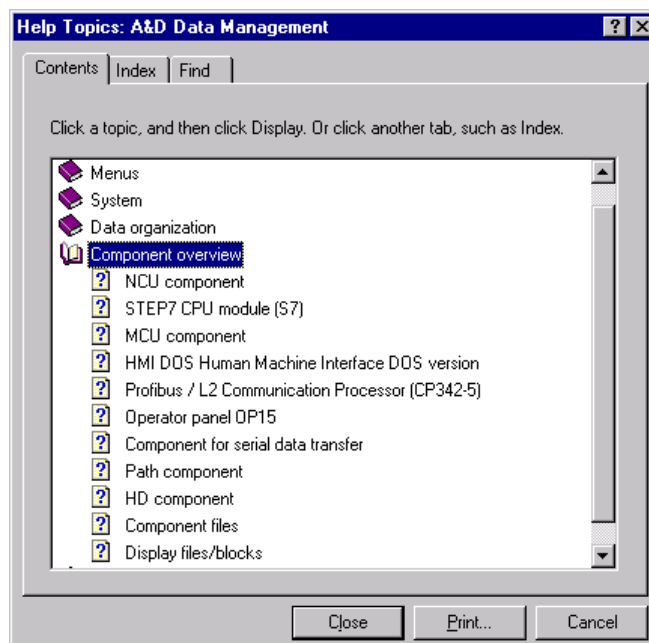 Help Topics: A&D Data Management
Contents Index Find
Click a topic, and then click Display. Or click another tab, such as Index.
Menus
System
Data organization
Component overview
NCU component
STEP7 CPU module (S7)
MCU component
HMI DOS Human Machine Interface DOS version
Profibus / L2 Communication Processor (CP342-5)
Operator panel OP15
Component for serial data transfer
Path component
HD component
Component files
Display files/blocks
Close Print... Cancel